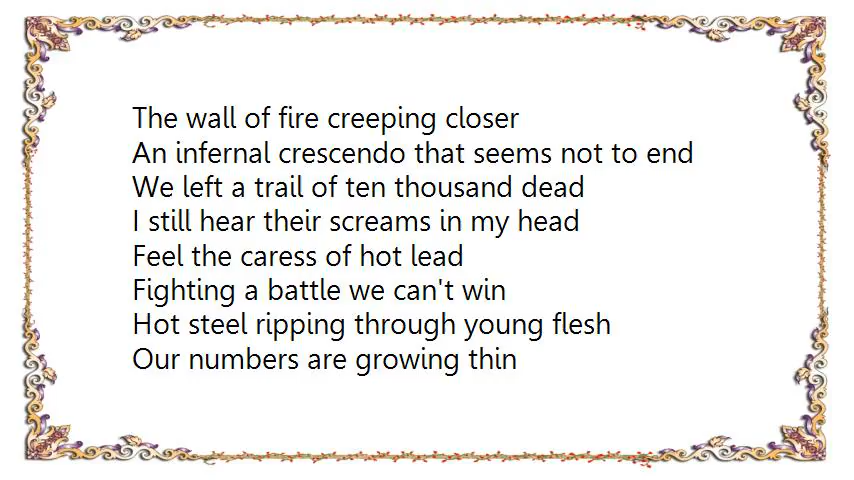 The wall of fire creeping closer
An infernal crescendo that seems not to end
We left a trail of ten thousand dead
I still hear their screams in my head
Feel the caress of hot lead
Fighting a battle we can't win
Hot steel ripping through young flesh
Our numbers are growing thin